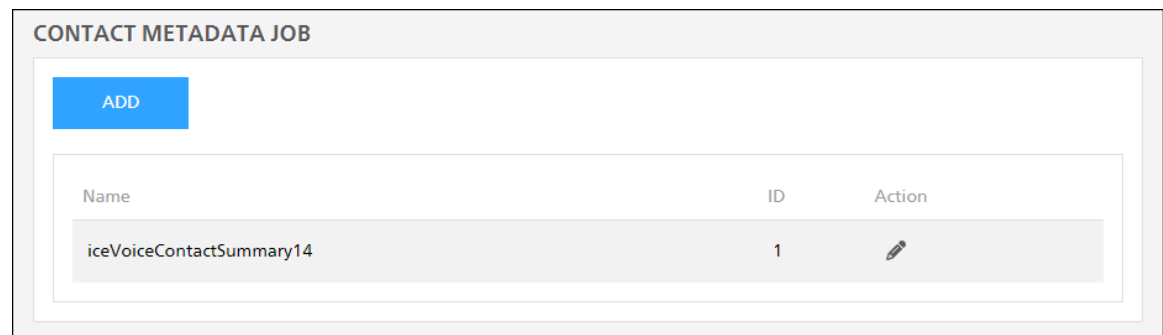 CONTACT METADATA JOB
ADD
Name ID Action
iceVoiceContactSummary14 1